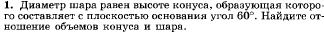 1. Диаметр шара равен высоте конуса, образующая которо-
го составляет с плоскостью основания угол 60°. Найдите от-
ношение объемов конуса и шара.